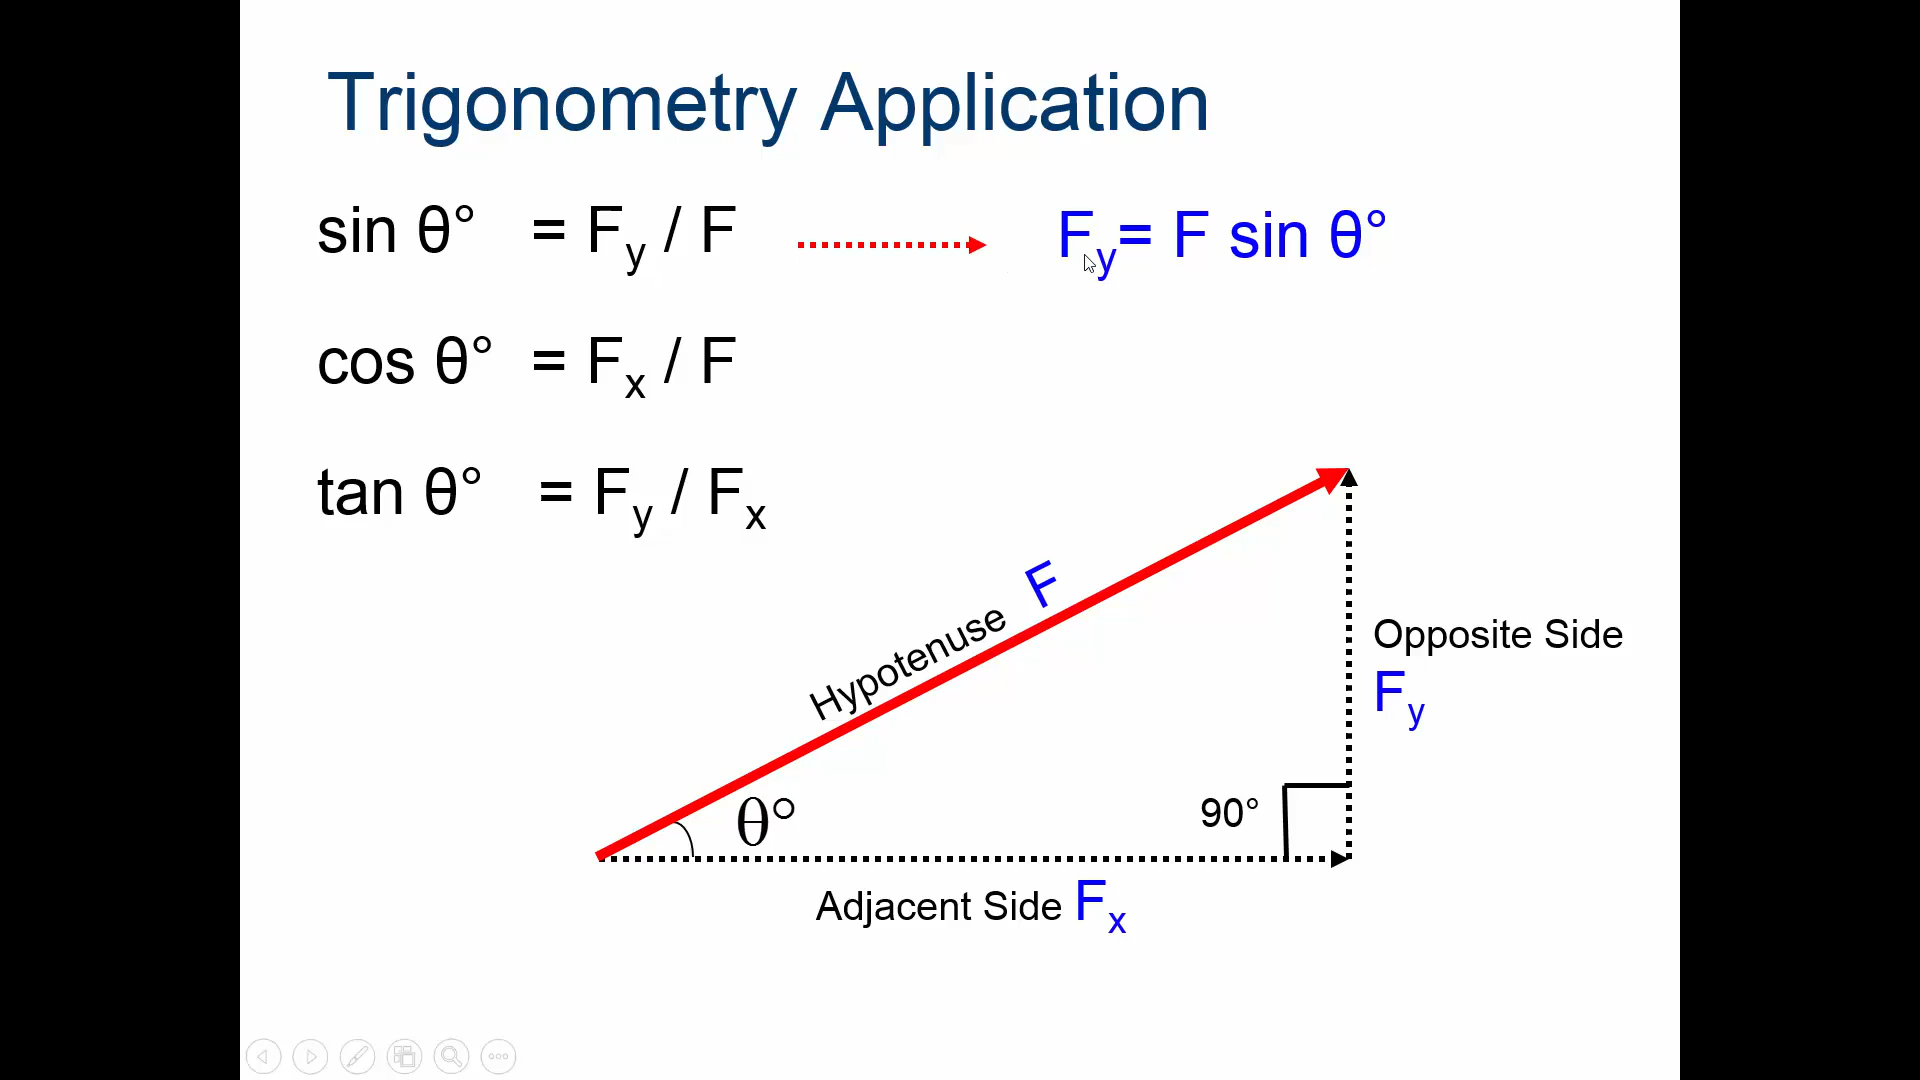 Trigonometry Application
sin θ° = Fy / F
Fy= F sin θ°
cos θ° = Fx / F
tan θ° = Fy / Fx
Hypotenuse F
Opposite Side
Fy
θ°
90°
Adjacent Side Fx